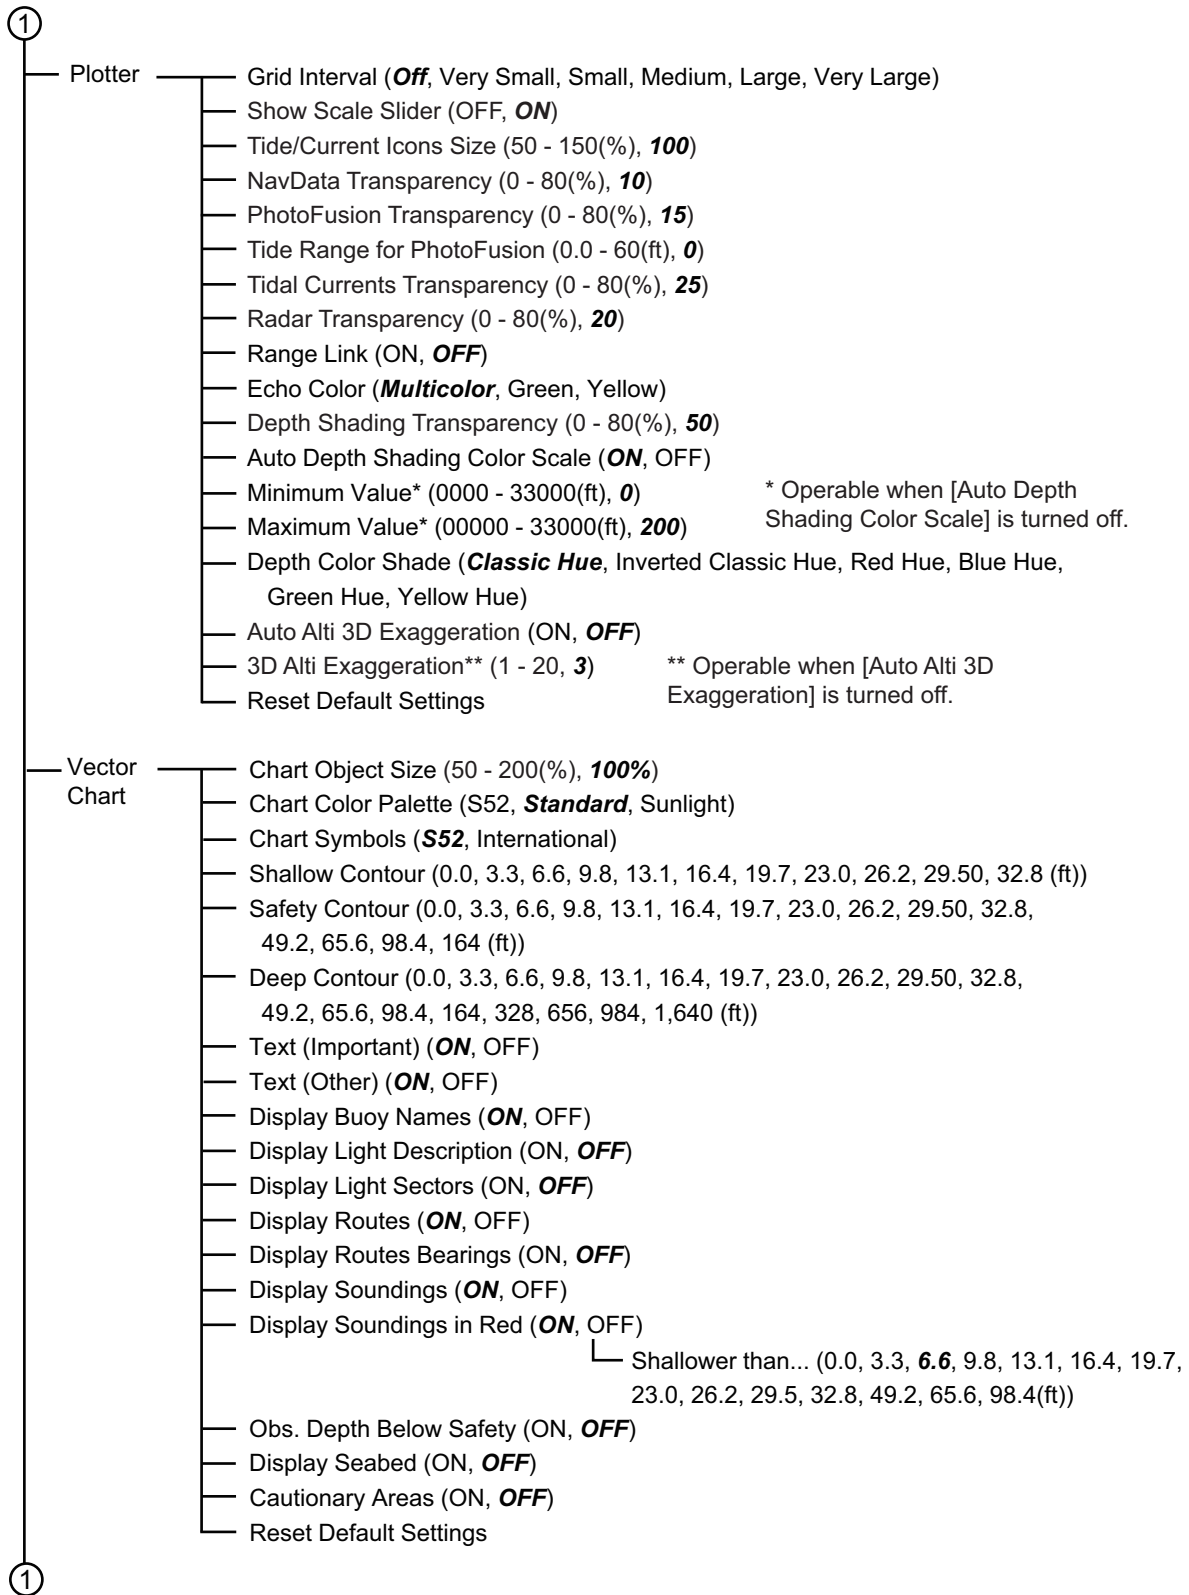 1
Plotter
Grid Interval (Off, Very Small, Small, Medium, Large, Very Large)
Show Scale Slider (OFF, ON)
Tide/Current Icons Size (50 - 150(%), 100)
NavData Transparency (0 - 80(%), 10)
PhotoFusion Transparency (0 - 80(%), 15)
Tide Range for PhotoFusion (0.0 - 60(ft), 0)
Tidal Currents Transparency (0 - 80(%), 25)
Radar Transparency (0 - 80(%), 20)
Range Link (ON, OFF)
Echo Color (Multicolor, Green, Yellow)
Depth Shading Transparency (0 - 80(%), 50)
Auto Depth Shading Color Scale (ON, OFF)
Minimum Value* (0000 - 33000(ft), 0)
Maximum Value* (00000 - 33000(ft), 200)
* Operable when [Auto Depth
Shading Color Scale] is turned off.
Depth Color Shade (Classic Hue, Inverted Classic Hue, Red Hue, Blue Hue,
Green Hue, Yellow Hue)
Auto Alti 3D Exaggeration (ON, OFF)
3D Alti Exaggeration** (1 - 20, 3)
** Operable when [Auto Alti 3D
Exaggeration] is turned off.
Reset Default Settings
Vector
Chart
Chart Object Size (50 - 200(%), 100%)
Chart Color Palette (S52, Standard, Sunlight)
Chart Symbols (S52, International)
Shallow Contour (0.0, 3.3, 6.6, 9.8, 13.1, 16.4, 19.7, 23.0, 26.2, 29.50, 32.8 (ft))
Safety Contour (0.0, 3.3, 6.6, 9.8, 13.1, 16.4, 19.7, 23.0, 26.2, 29.50, 32.8,
49.2, 65.6, 98.4, 164 (ft))
Deep Contour (0.0, 3.3, 6.6, 9.8, 13.1, 16.4, 19.7, 23.0, 26.2, 29.50, 32.8,
49.2, 65.6, 98.4, 164, 328, 656, 984, 1,640 (ft))
Text (Important) (ON, OFF)
Text (Other) (ON, OFF)
Display Buoy Names (ON, OFF)
Display Light Description (ON, OFF)
Display Light Sectors (ON, OFF)
Display Routes (ON, OFF)
Display Routes Bearings (ON, OFF)
Display Soundings (ON, OFF)
Display Soundings in Red (ON, OFF)
Shallower than... (0.0, 3.3, 6.6, 9.8, 13.1, 16.4, 19.7,
23.0, 26.2, 29.5, 32.8, 49.2, 65.6, 98.4(ft))
Obs. Depth Below Safety (ON, OFF)
Display Seabed (ON, OFF)
Cautionary Areas (ON, OFF)
Reset Default Settings
1